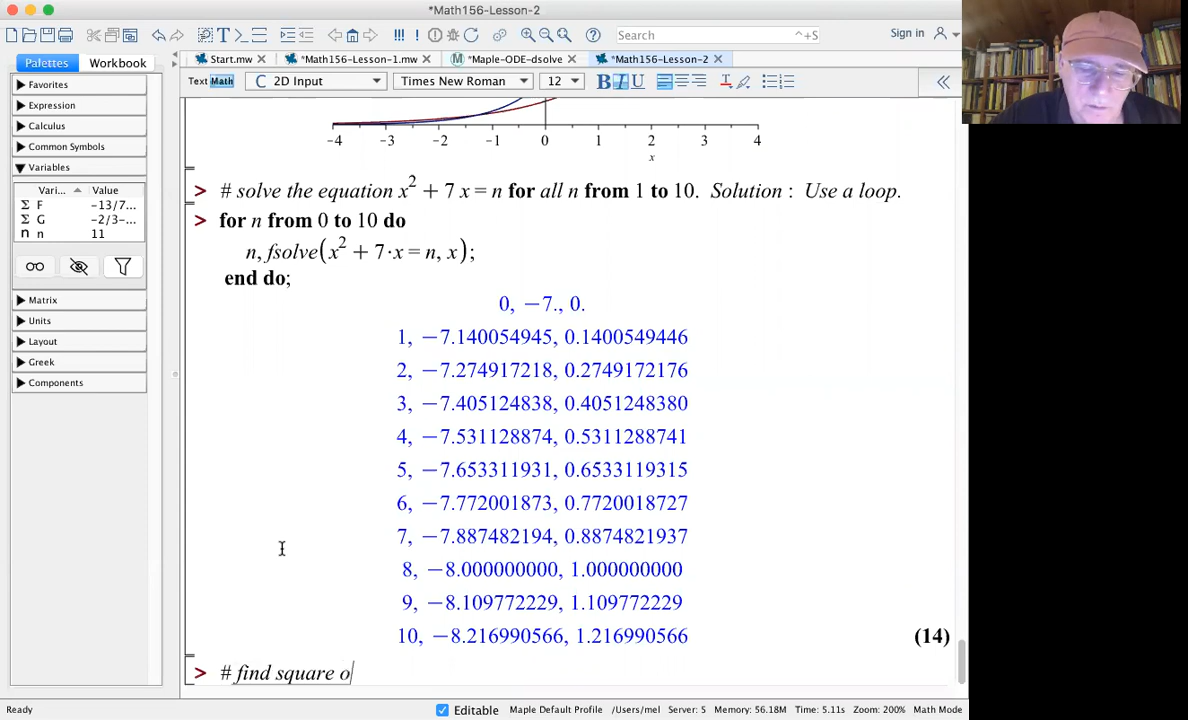 *Math156-Lesson-2
Search ^+S Sign in
Start.mw *Math156-Lesson-1.mw *Maple-ODE-dsolve *Math156-Lesson-2
Palettes Workbook Text Math C 2D Input Times New Roman 12 B I U
Favorites
Expression
Calculus
Common Symbols
Variables
Vari... Value
Σ F -13/7...
Σ G -2/3-...
n n 11
Matrix
Units
Layout
Greek
Components
-4 -3 -2 -1 0 1 2 3 4
x
> # solve the equation x² + 7 x = n for all n from 1 to 10. Solution : Use a loop.
> for n from 0 to 10 do
n, fsolve(x² + 7·x = n, x);
end do;
0, −7., 0.
1, −7.140054945, 0.1400549446
2, −7.274917218, 0.2749172176
3, −7.405124838, 0.4051248380
4, −7.531128874, 0.5311288741
5, −7.653311931, 0.6533119315
6, −7.772001873, 0.7720018727
7, −7.887482194, 0.8874821937
8, −8.000000000, 1.000000000
9, −8.109772229, 1.109772229
10, −8.216990566, 1.216990566 (14)
> # find square o
Ready Editable Maple Default Profile /Users/mel Server: 5 Memory: 56.18M Time: 5.11s Zoom: 200% Math Mode